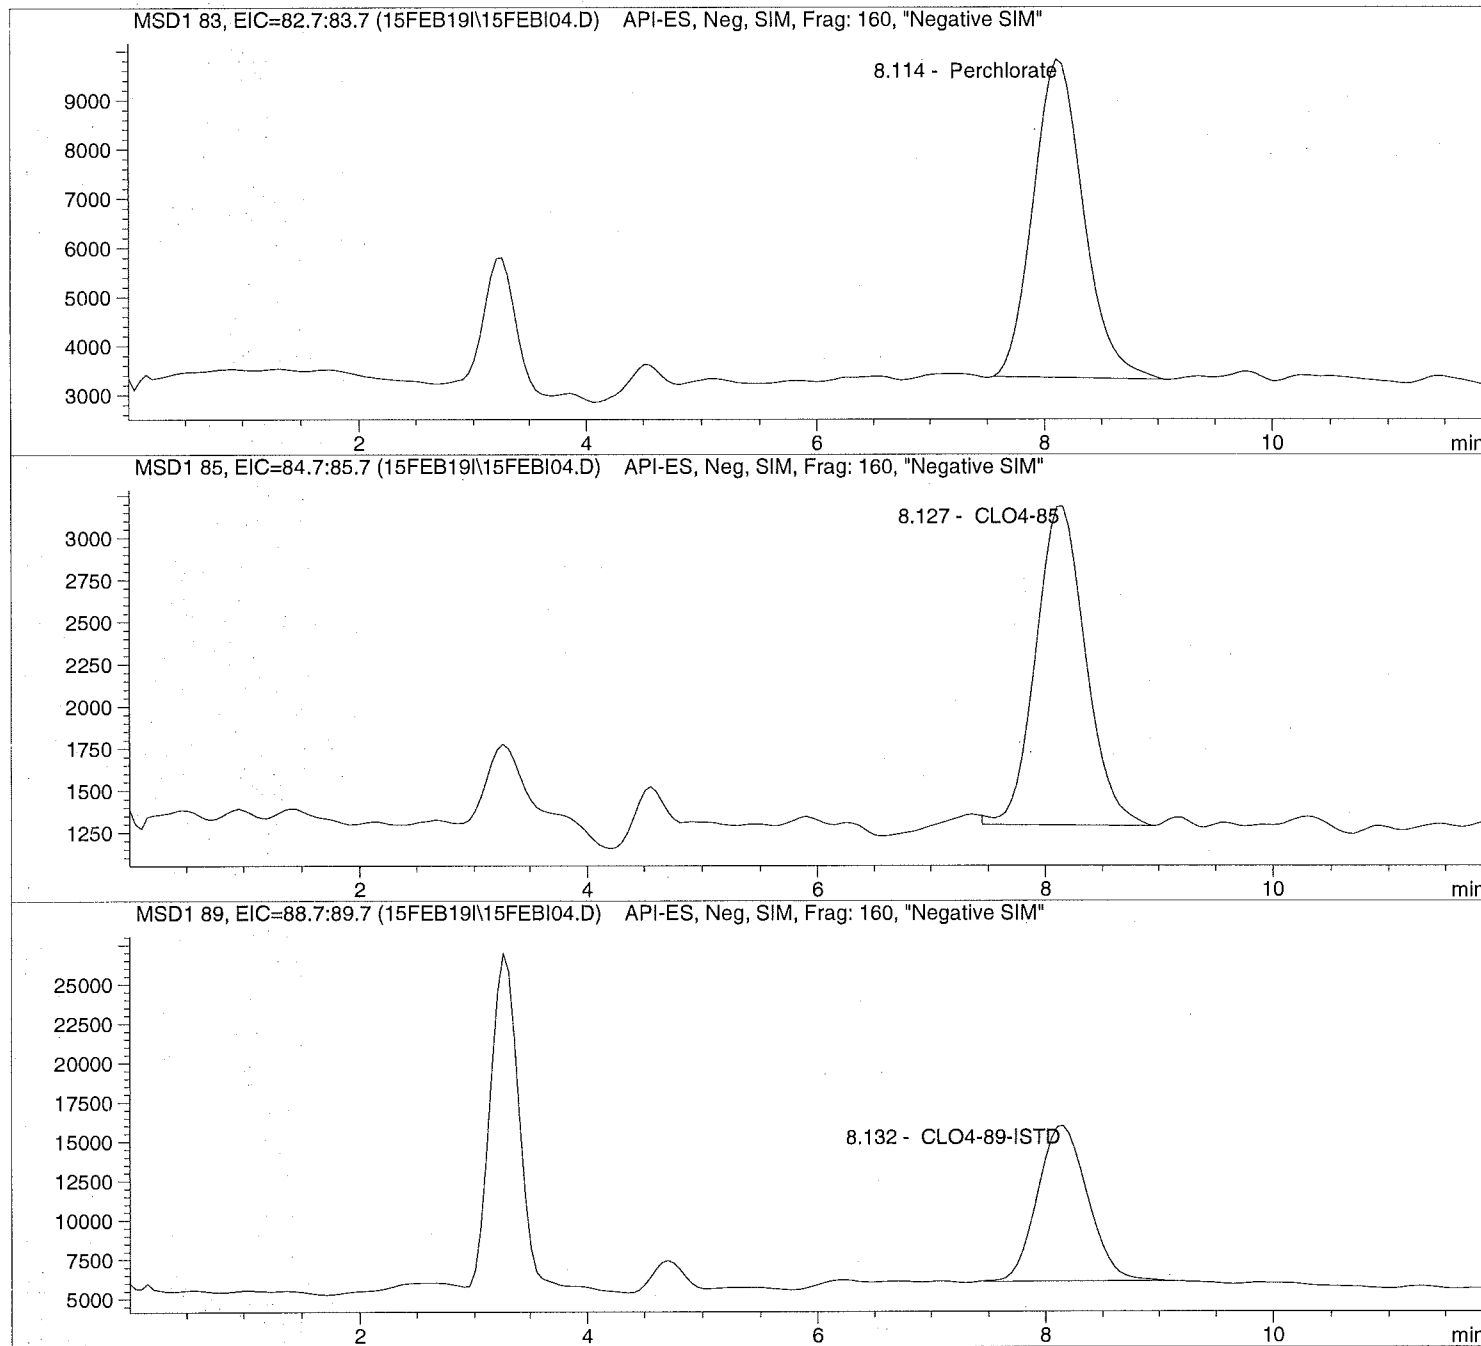 MSD1 83, EIC=82.7:83.7 (15FEB19I\15FEBI04.D) API-ES, Neg, SIM, Frag: 160, "Negative SIM"
8.114 - Perchlorate
9000
8000
7000
6000
5000
4000
3000
2 4 6 8 10 min
MSD1 85, EIC=84.7:85.7 (15FEB19I\15FEBI04.D) API-ES, Neg, SIM, Frag: 160, "Negative SIM"
8.127 - CLO4-85
3000
2750
2500
2250
2000
1750
1500
1250
2 4 6 8 10 min
MSD1 89, EIC=88.7:89.7 (15FEB19I\15FEBI04.D) API-ES, Neg, SIM, Frag: 160, "Negative SIM"
25000
22500
20000
17500
8.132 - CLO4-89-ISTD
15000
12500
10000
7500
5000
2 4 6 8 10 min